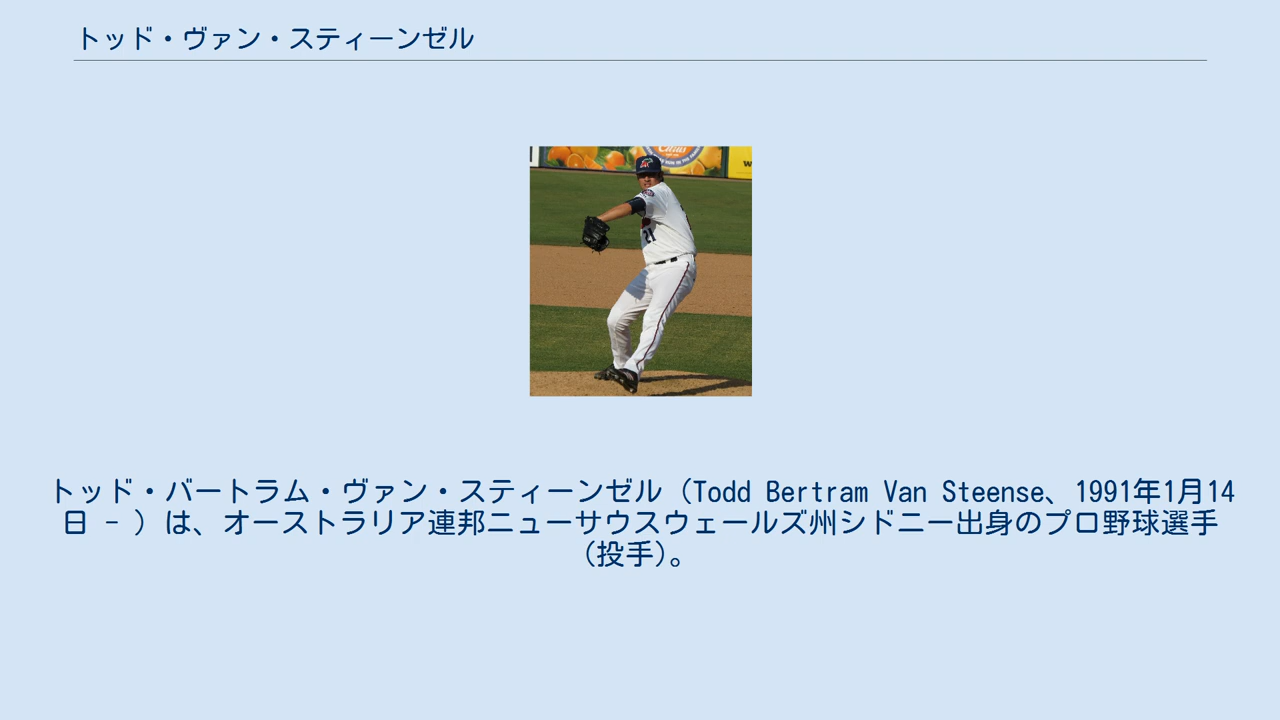 トッド・ヴァン・スティーンゼル
トッド・バートラム・ヴァン・スティーンゼル（Todd Bertram Van Steense、1991年1月14
日 - ）は、オーストラリア連邦ニューサウスウェールズ州シドニー出身のプロ野球選手
（投手）。
21